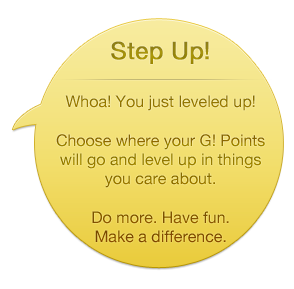 Step Up!
Whoa! You just leveled up!
Choose where your G! Points
will go and level up in things
you care about.
Do more. Have fun.
Make a difference.